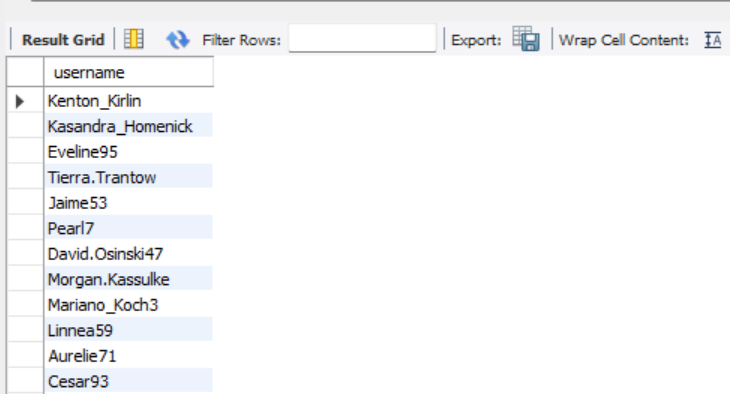 Result Grid Filter Rows: Export: Wrap Cell Content: IA
username
Kenton_Kirlin
Kasandra_Homenick
Eveline95
Tierra.Trantow
Jaime53
Pearl7
David.Osinski47
Morgan.Kassulke
Mariano_Koch3
Linnea59
Aurelie71
Cesar93